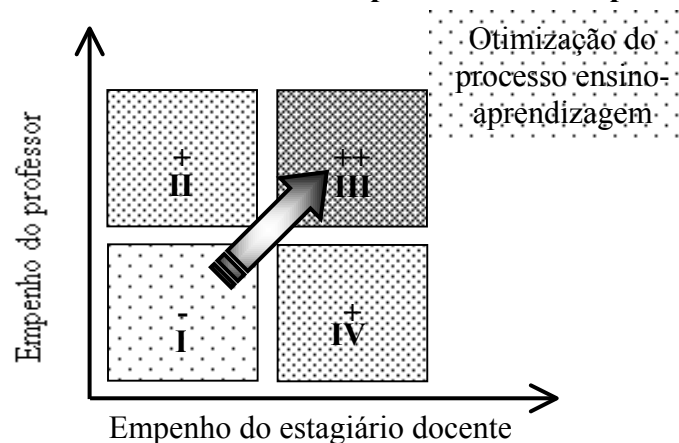 Otimização do
processo ensino-
aprendizagem
Empenho do professor
+
II
++
III
-
I
+
IV
Empenho do estagiário docente